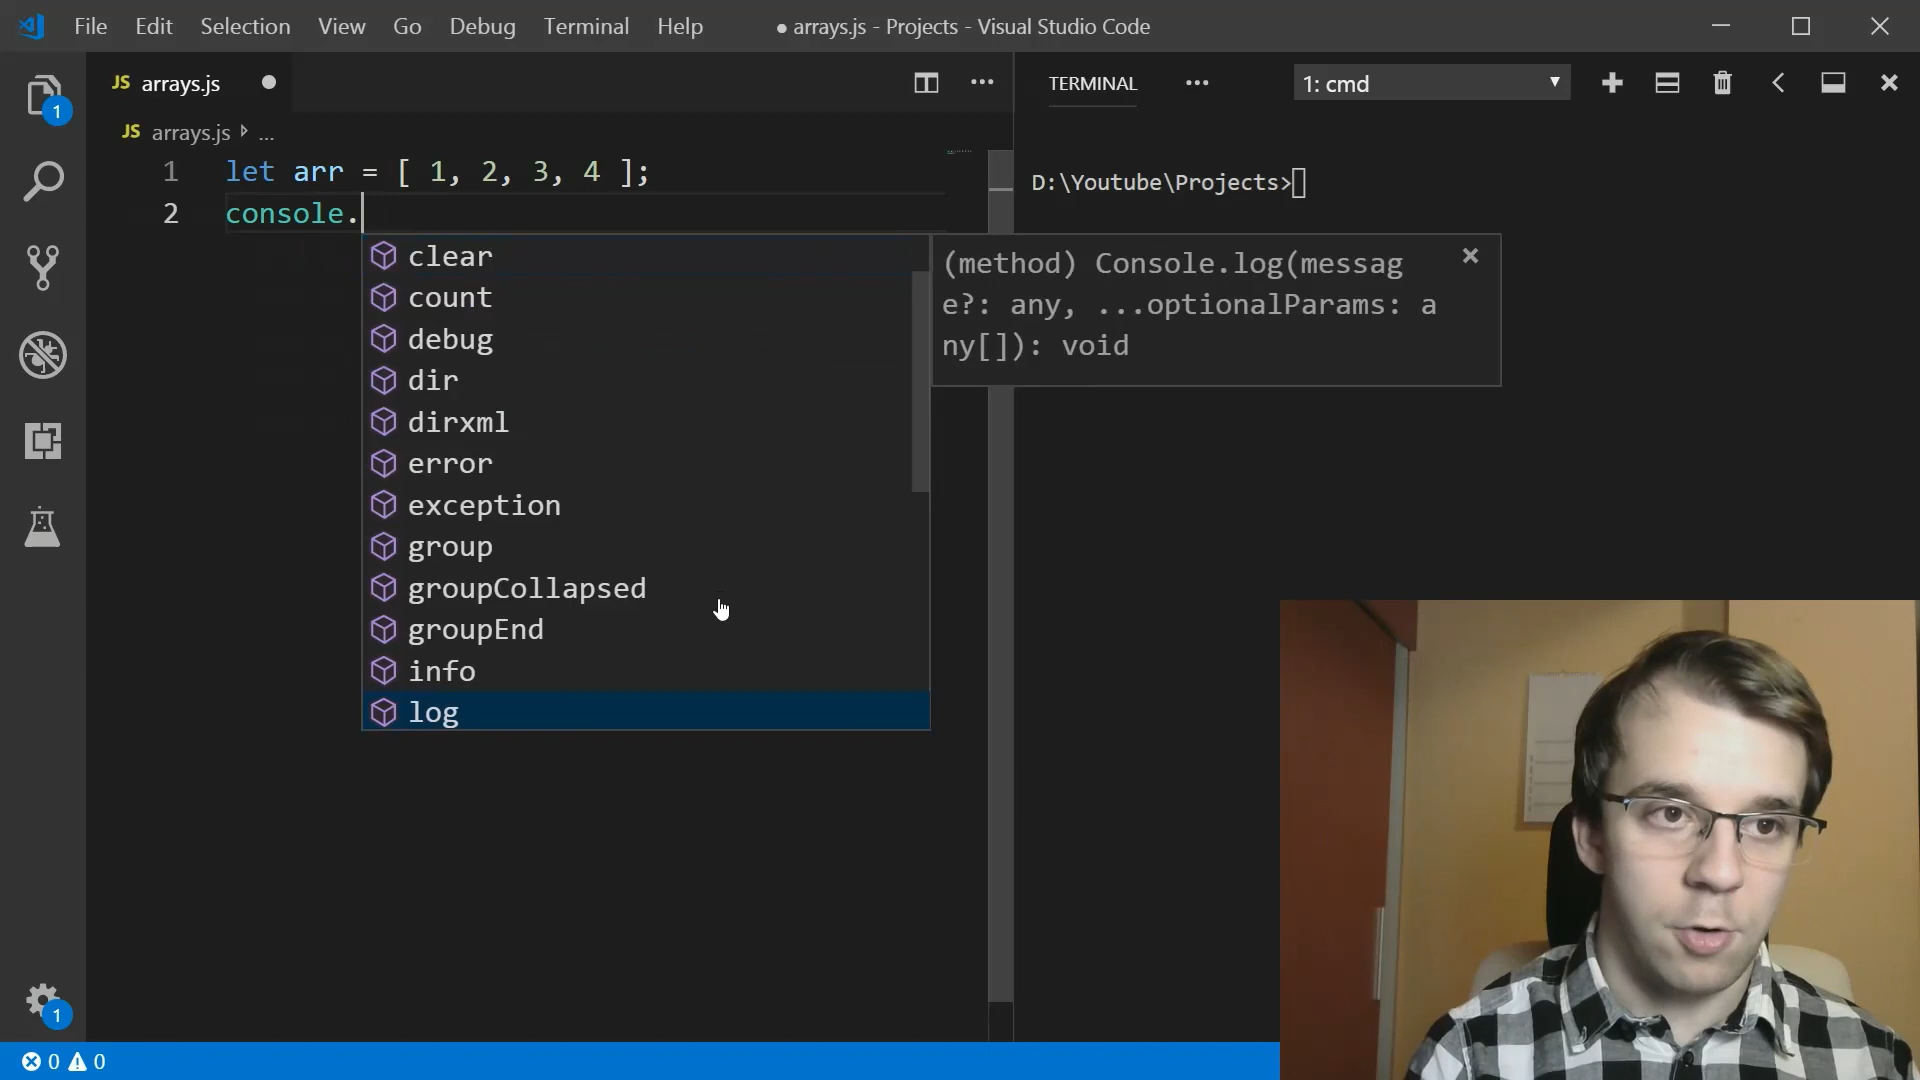 File Edit Selection View Go Debug Terminal Help ● arrays.js - Projects - Visual Studio Code
JS arrays.js
TERMINAL 1: cmd
1
JS arrays.js ...
1 let arr = [ 1, 2, 3, 4 ];
2 console.
D:\Youtube\Projects>
clear
count
debug
dir
dirxml
error
exception
group
groupCollapsed
groupEnd
info
log
(method) Console.log(messag
e?: any, ...optionalParams: a
ny[]): void
1
0 0